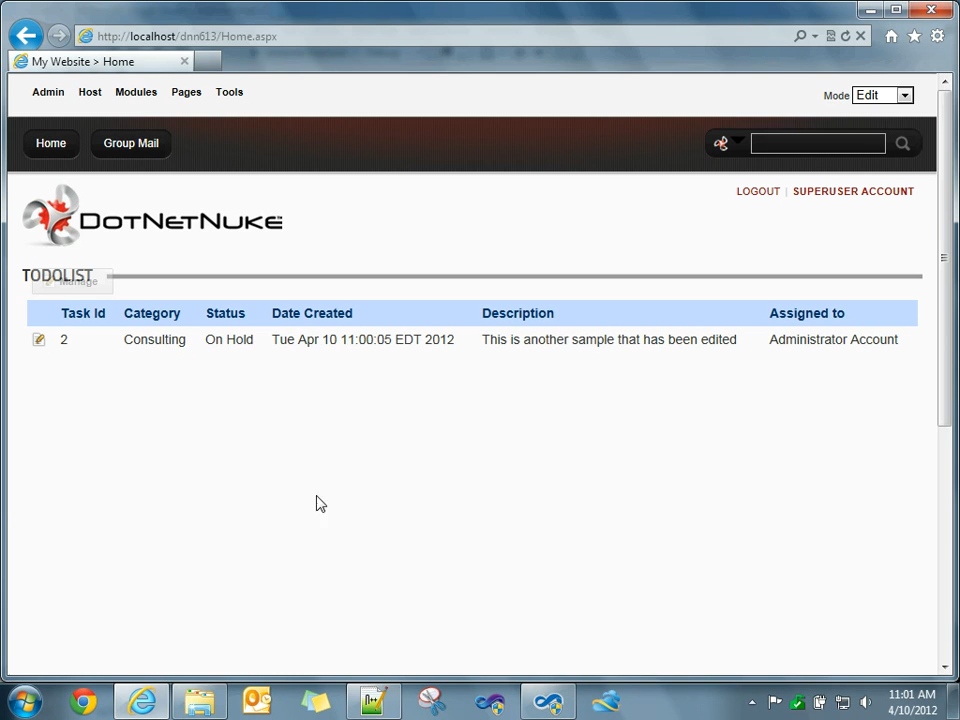 http://localhost/dnn613/Home.aspx
My Website > Home
Admin Host Modules Pages Tools
Mode Edit
Home Group Mail
LOGOUT | SUPERUSER ACCOUNT
DOTNETNUKE
TODOLIST
Manage
Task Id Category Status Date Created Description Assigned to
2 Consulting On Hold Tue Apr 10 11:00:05 EDT 2012 This is another sample that has been edited Administrator Account
11:01 AM
4/10/2012